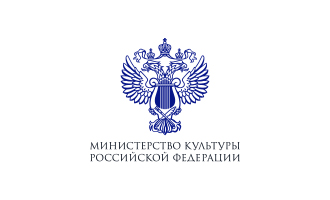 МИНИСТЕРСТВО КУЛЬТУРЫ
РОССИЙСКОЙ ФЕДЕРАЦИИ